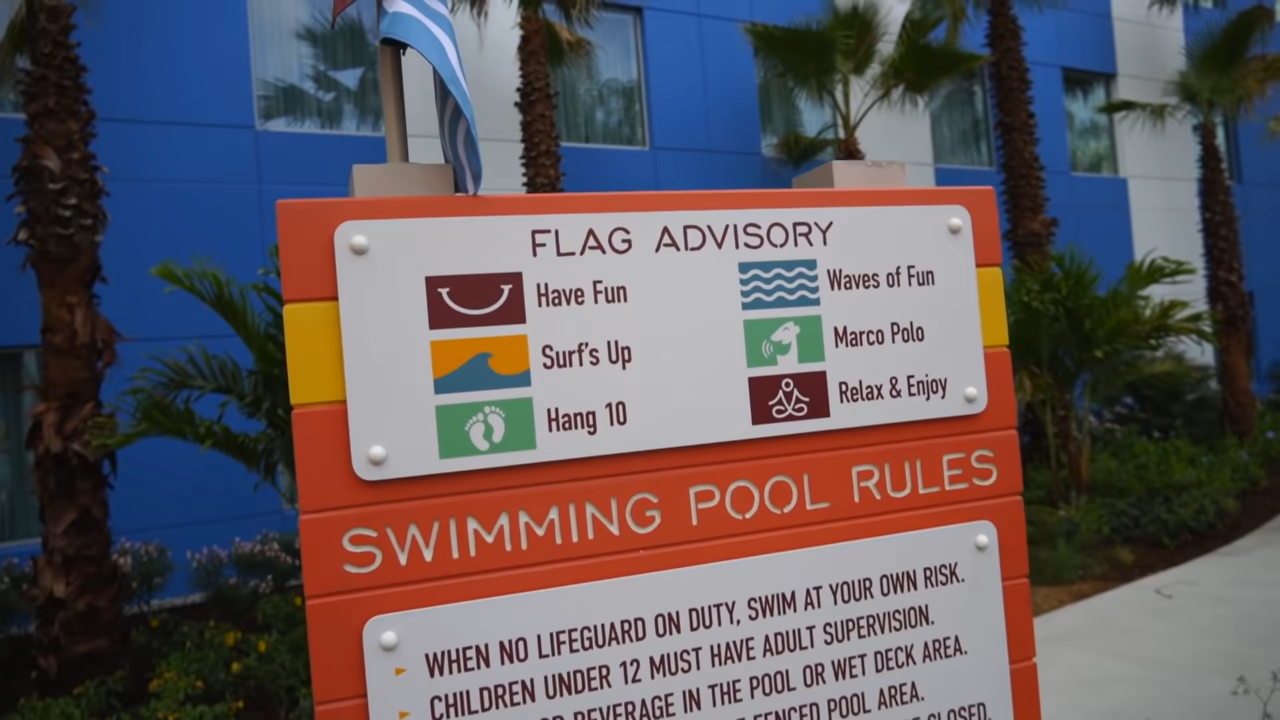 FLAG ADVISORY
Have Fun
Surf's Up
Hang 10
Waves of Fun
Marco Polo
Relax & Enjoy
SWIMMING POOL RULES
WHEN NO LIFEGUARD ON DUTY, SWIM AT YOUR OWN RISK.
CHILDREN UNDER 12 MUST HAVE ADULT SUPERVISION.
BEVERAGE IN THE POOL OR WET DECK AREA.
FENCED POOL AREA.
CLOSED.